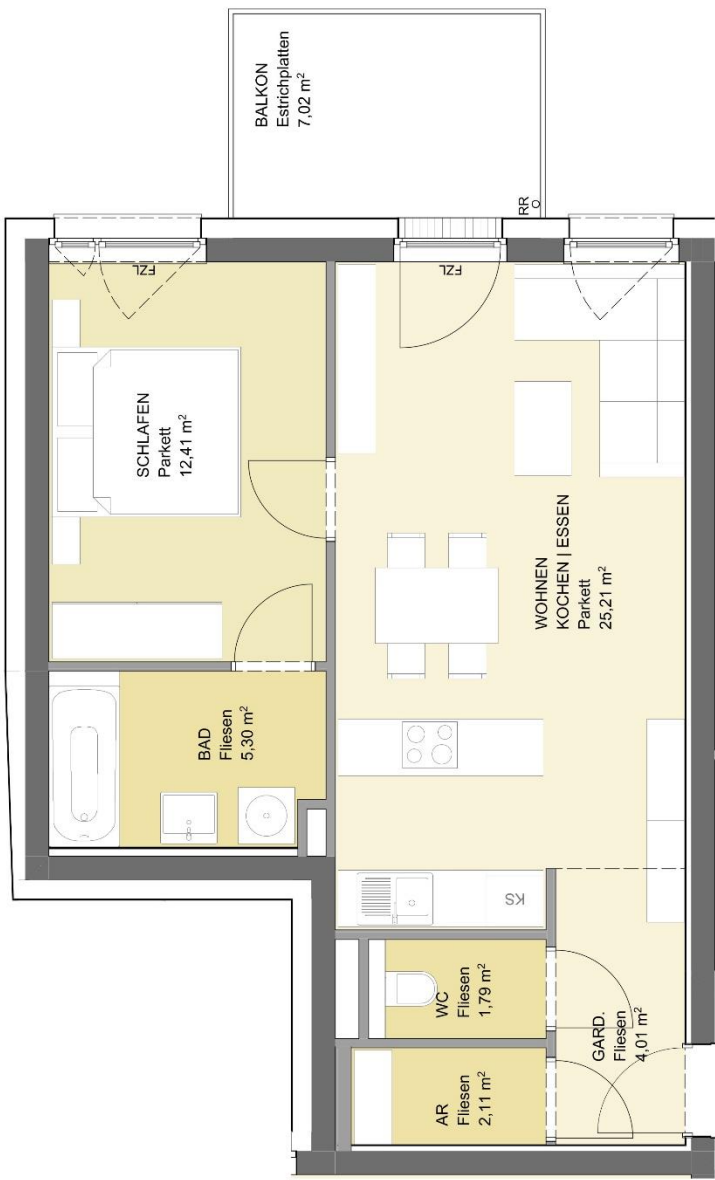 BALKON
Estrichplatten
7,02 m²
RR
FZL
FZL
SCHLAFEN
Parkett
12,41 m²
WOHNEN
KOCHEN | ESSEN
Parkett
25,21 m²
BAD
Fliesen
5,30 m²
KS
WC
Fliesen
1,79 m²
GARD.
Fliesen
4,01 m²
AR
Fliesen
2,11 m²